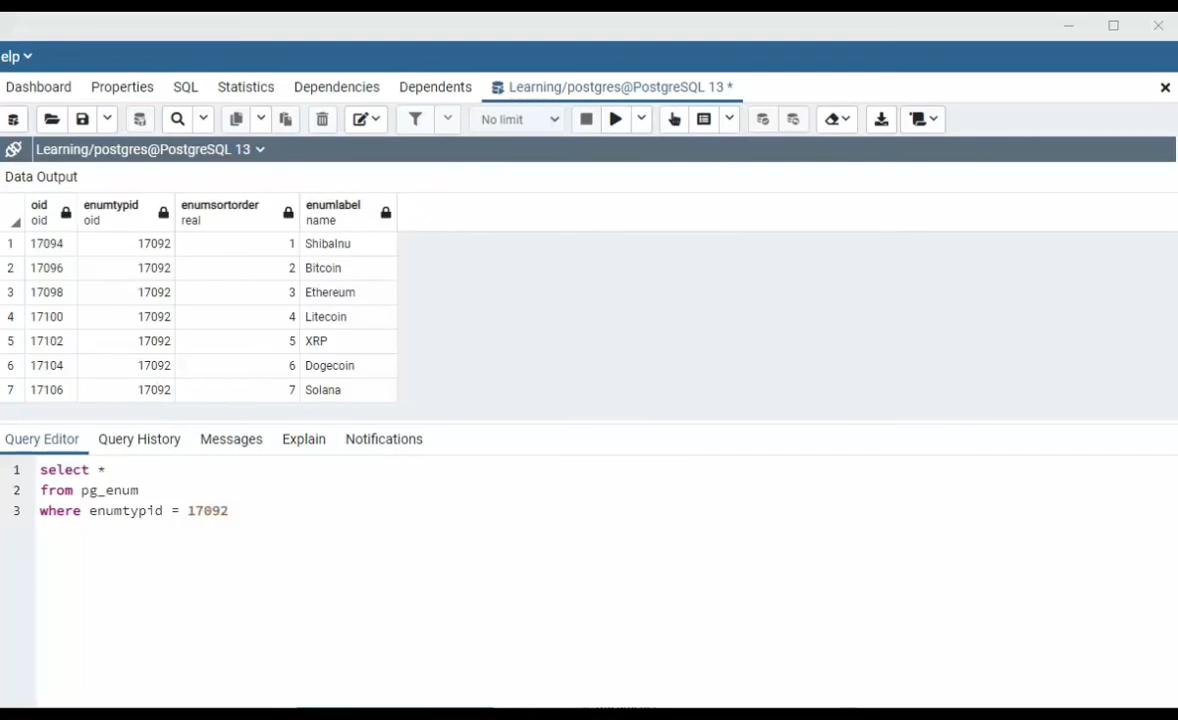 elp
Dashboard Properties SQL Statistics Dependencies Dependents Learning/postgres@PostgreSQL 13 *
No limit
Learning/postgres@PostgreSQL 13
Data Output
oid enumtypid enumsortorder enumlabel
oid oid real name
1 17094 17092 1 ShibaInu
2 17096 17092 2 Bitcoin
3 17098 17092 3 Ethereum
4 17100 17092 4 Litecoin
5 17102 17092 5 XRP
6 17104 17092 6 Dogecoin
7 17106 17092 7 Solana
Query Editor Query History Messages Explain Notifications
1 select *
2 from pg_enum
3 where enumtypid = 17092